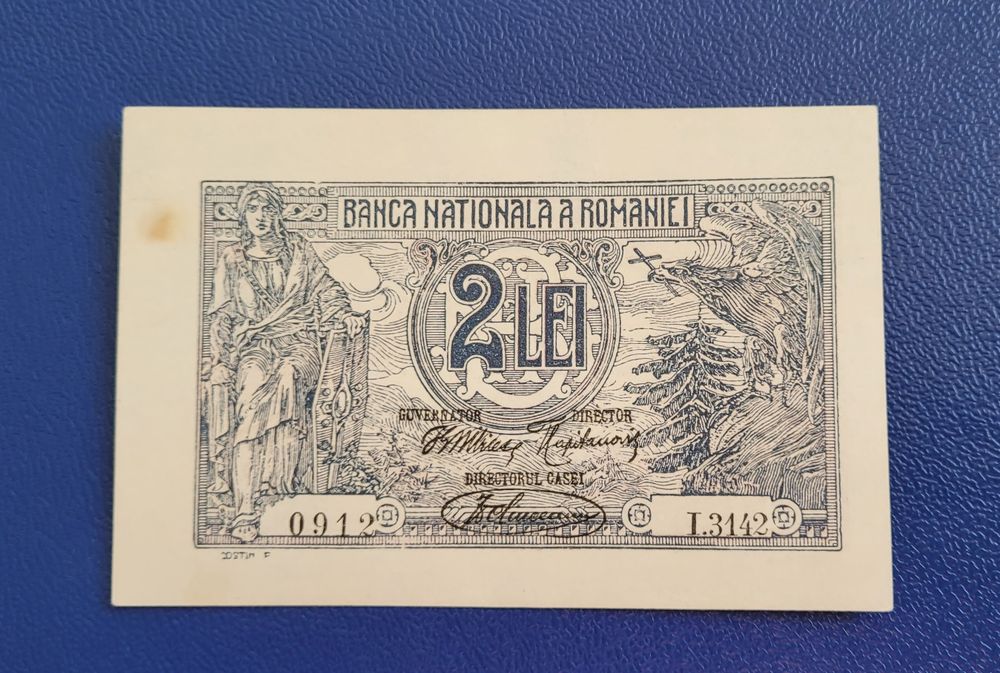 BANCA NATIONALA A ROMANIEI
2 LEI
GUVERNATOR DIRECTOR
DIRECTORUL CASEI
0912 I.3142